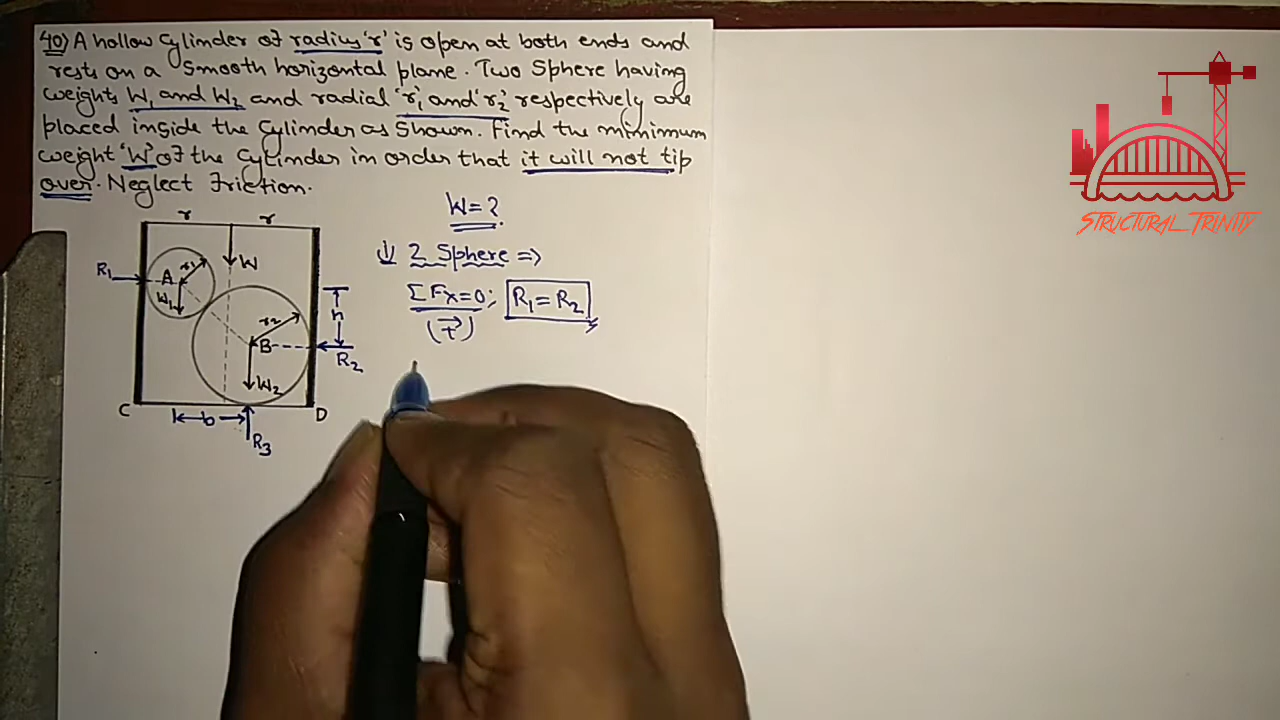 40) A hollow Cylinder of radius 'r' is open at both ends and
rests on a smooth horizontal plane. Two Sphere having
weights W1 and W2 and radial 'r1' and 'r2' respectively are
placed inside the Cylinder as shown. Find the minimum
weight 'W' of the Cylinder in order that it will not tip
over. Neglect Friction.
W=?
r r
↓ 2 Sphere ⇒
ΣFx=0; R1=R2
(→+)
R1
A
r1
W1
W
r2
B
W2
h
R2
C
b
D
R3
STRUCTURAL TRINITY